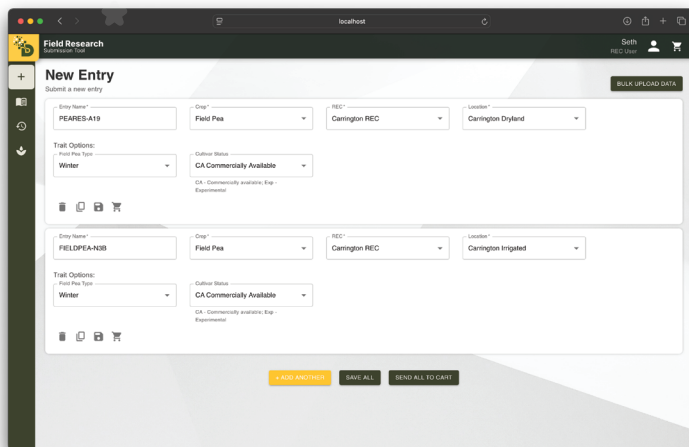 localhost
Field Research
Submission Tool
Seth
REC User
New Entry
Submit a new entry
BULK UPLOAD DATA
Entry Name*
PEARES-A19
Crop*
Field Pea
REC*
Carrington REC
Location*
Carrington Dryland
Trait Options:
Field Pea Type
Winter
Cultivar Status
CA Commercially Available
CA - Commercially available; Exp -
Experimental
Entry Name*
FIELDPEA-N3B
Crop*
Field Pea
REC*
Carrington REC
Location*
Carrington Irrigated
Trait Options:
Field Pea Type
Winter
Cultivar Status
CA Commercially Available
CA - Commercially available; Exp -
Experimental
+ ADD ANOTHER
SAVE ALL
SEND ALL TO CART